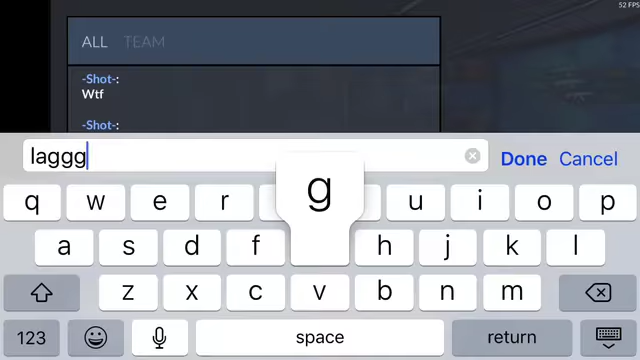 52 FPS
ALL TEAM
-Shot-:
Wtf
-Shot-:
laggg
Done Cancel
g
q w e r u i o p
a s d f h j k l
z x c v b n m
123 space return